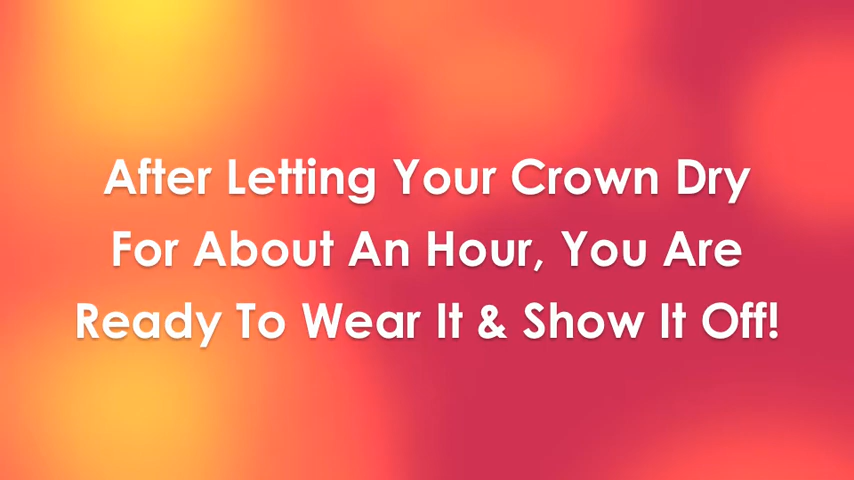 After Letting Your Crown Dry
For About An Hour, You Are
Ready To Wear It & Show It Off!